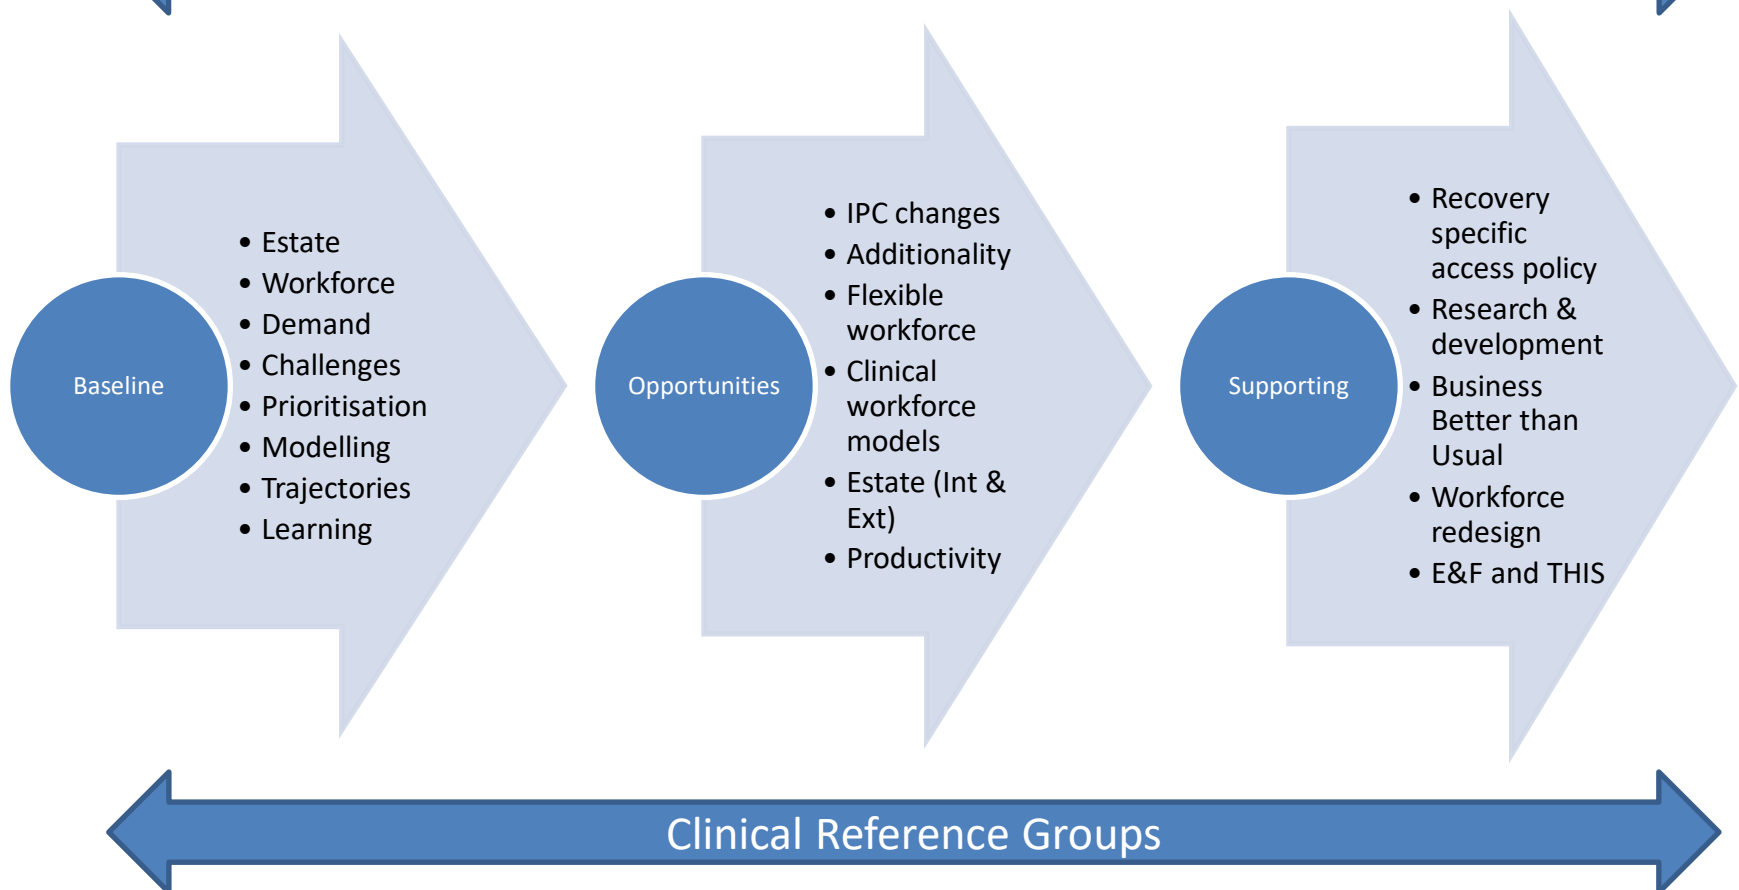 Baseline
• Estate
• Workforce
• Demand
• Challenges
• Prioritisation
• Modelling
• Trajectories
• Learning
Opportunities
• IPC changes
• Additionality
• Flexible
workforce
• Clinical
workforce
models
• Estate (Int &
Ext)
• Productivity
Supporting
• Recovery
specific
access policy
• Research &
development
• Business
Better than
Usual
• Workforce
redesign
• E&F and THIS
Clinical Reference Groups